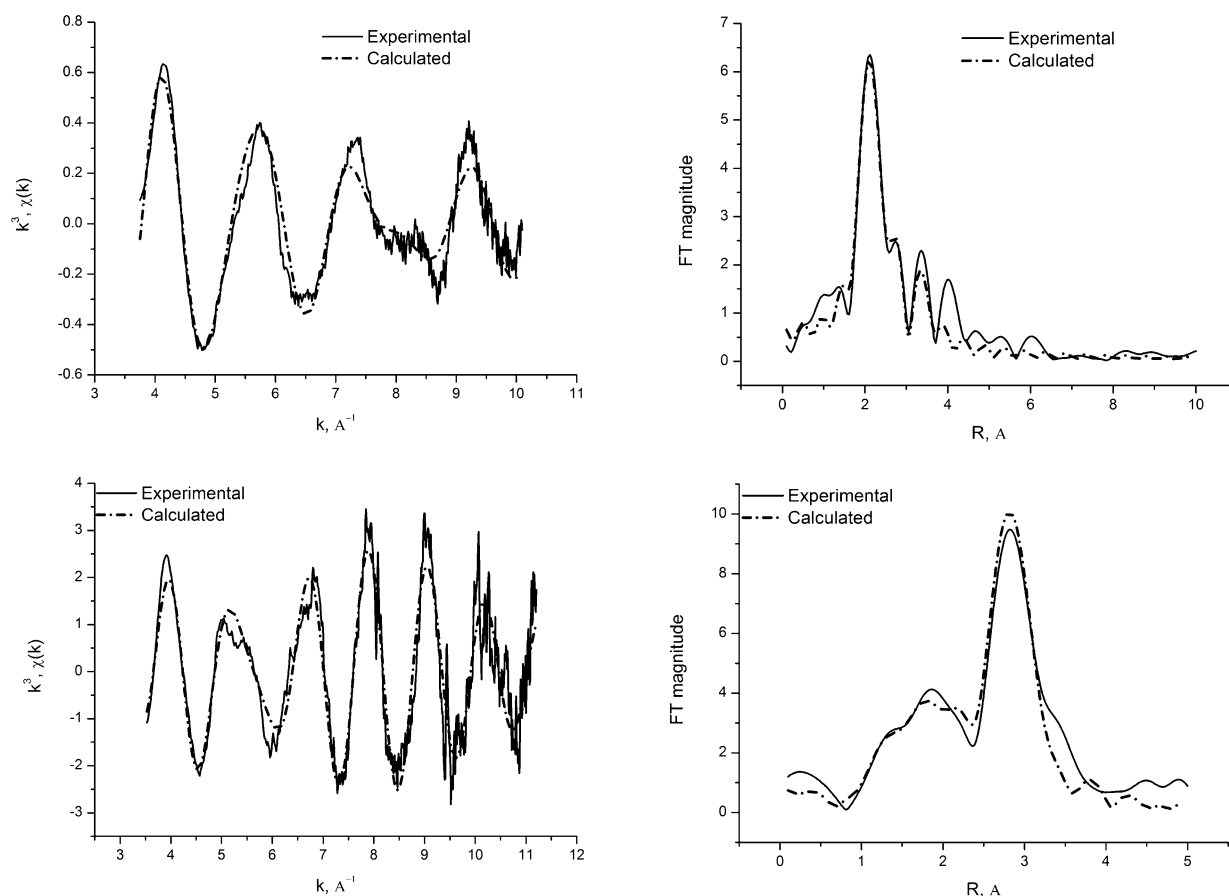 0.8
0.6
0.4
0.2
0.0
-0.2
-0.4
-0.6
k³, χ(k)
Experimental
Calculated
3 4 5 6 7 8 9 10 11
k, A⁻¹
7
6
5
4
3
2
1
0
FT magnitude
Experimental
Calculated
0 2 4 6 8 10
R, A
4
3
2
1
0
-1
-2
-3
k³, χ(k)
Experimental
Calculated
3 4 5 6 7 8 9 10 11 12
k, A⁻¹
10
8
6
4
2
0
FT magnitude
Experimental
Calculated
0 1 2 3 4 5
R, A